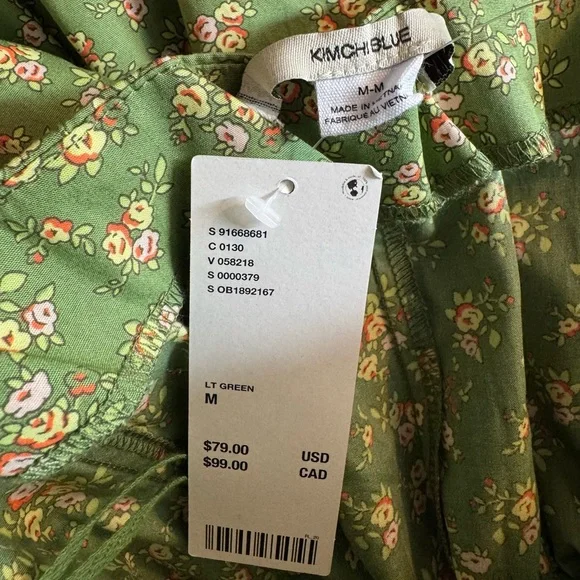 KIMCHI BLUE
M-M
MADE IN VIETNAM
FABRIQUÉ AU VIETNAM
S 91668681
C 0130
V 058218
S 0000379
S OB1892167
LT GREEN
M
$79.00 USD
$99.00 CAD